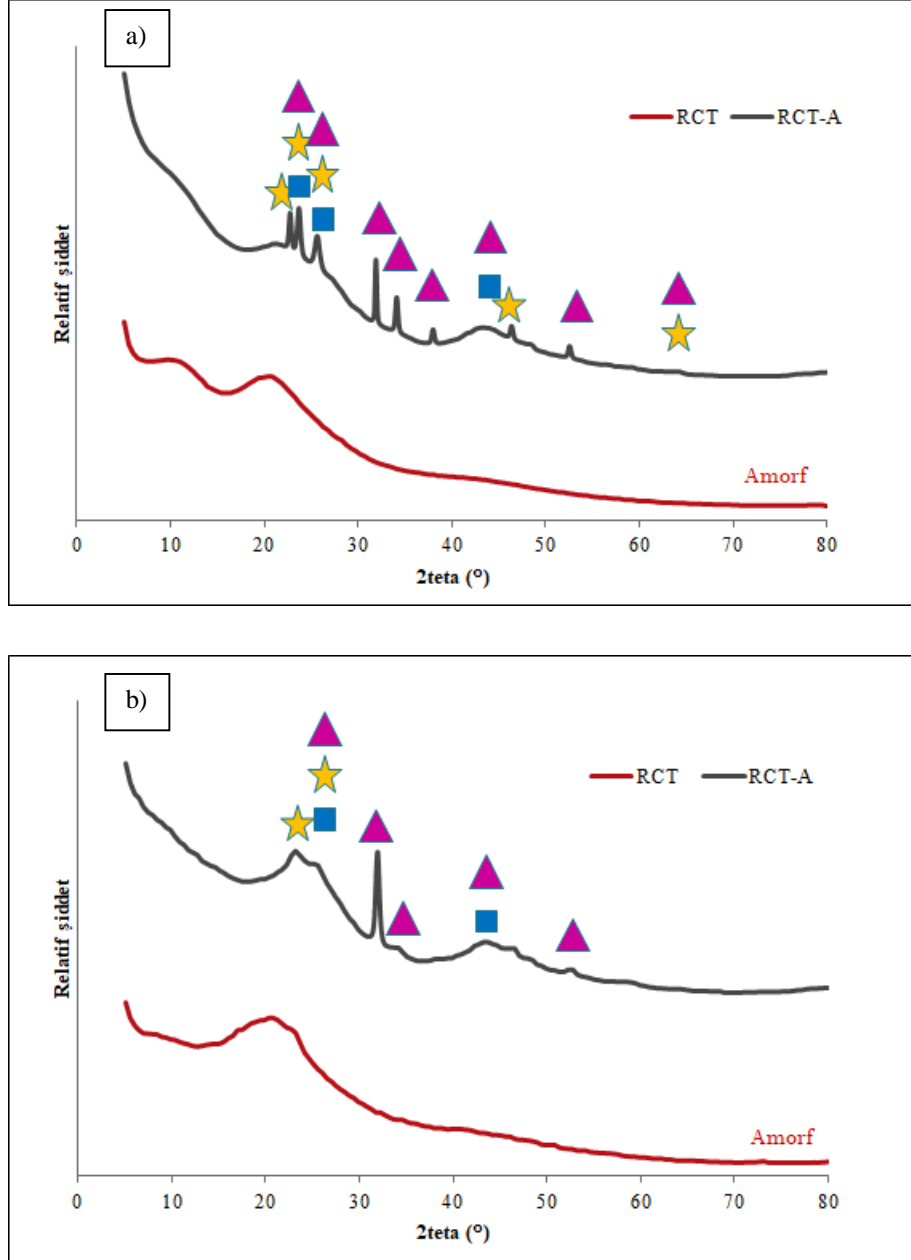 a)
RCT
RCT-A
Relatif şiddet
Amorf
0 10 20 30 40 50 60 70 80
2teta (°)
b)
RCT
RCT-A
Relatif şiddet
Amorf
0 10 20 30 40 50 60 70 80
2teta (°)